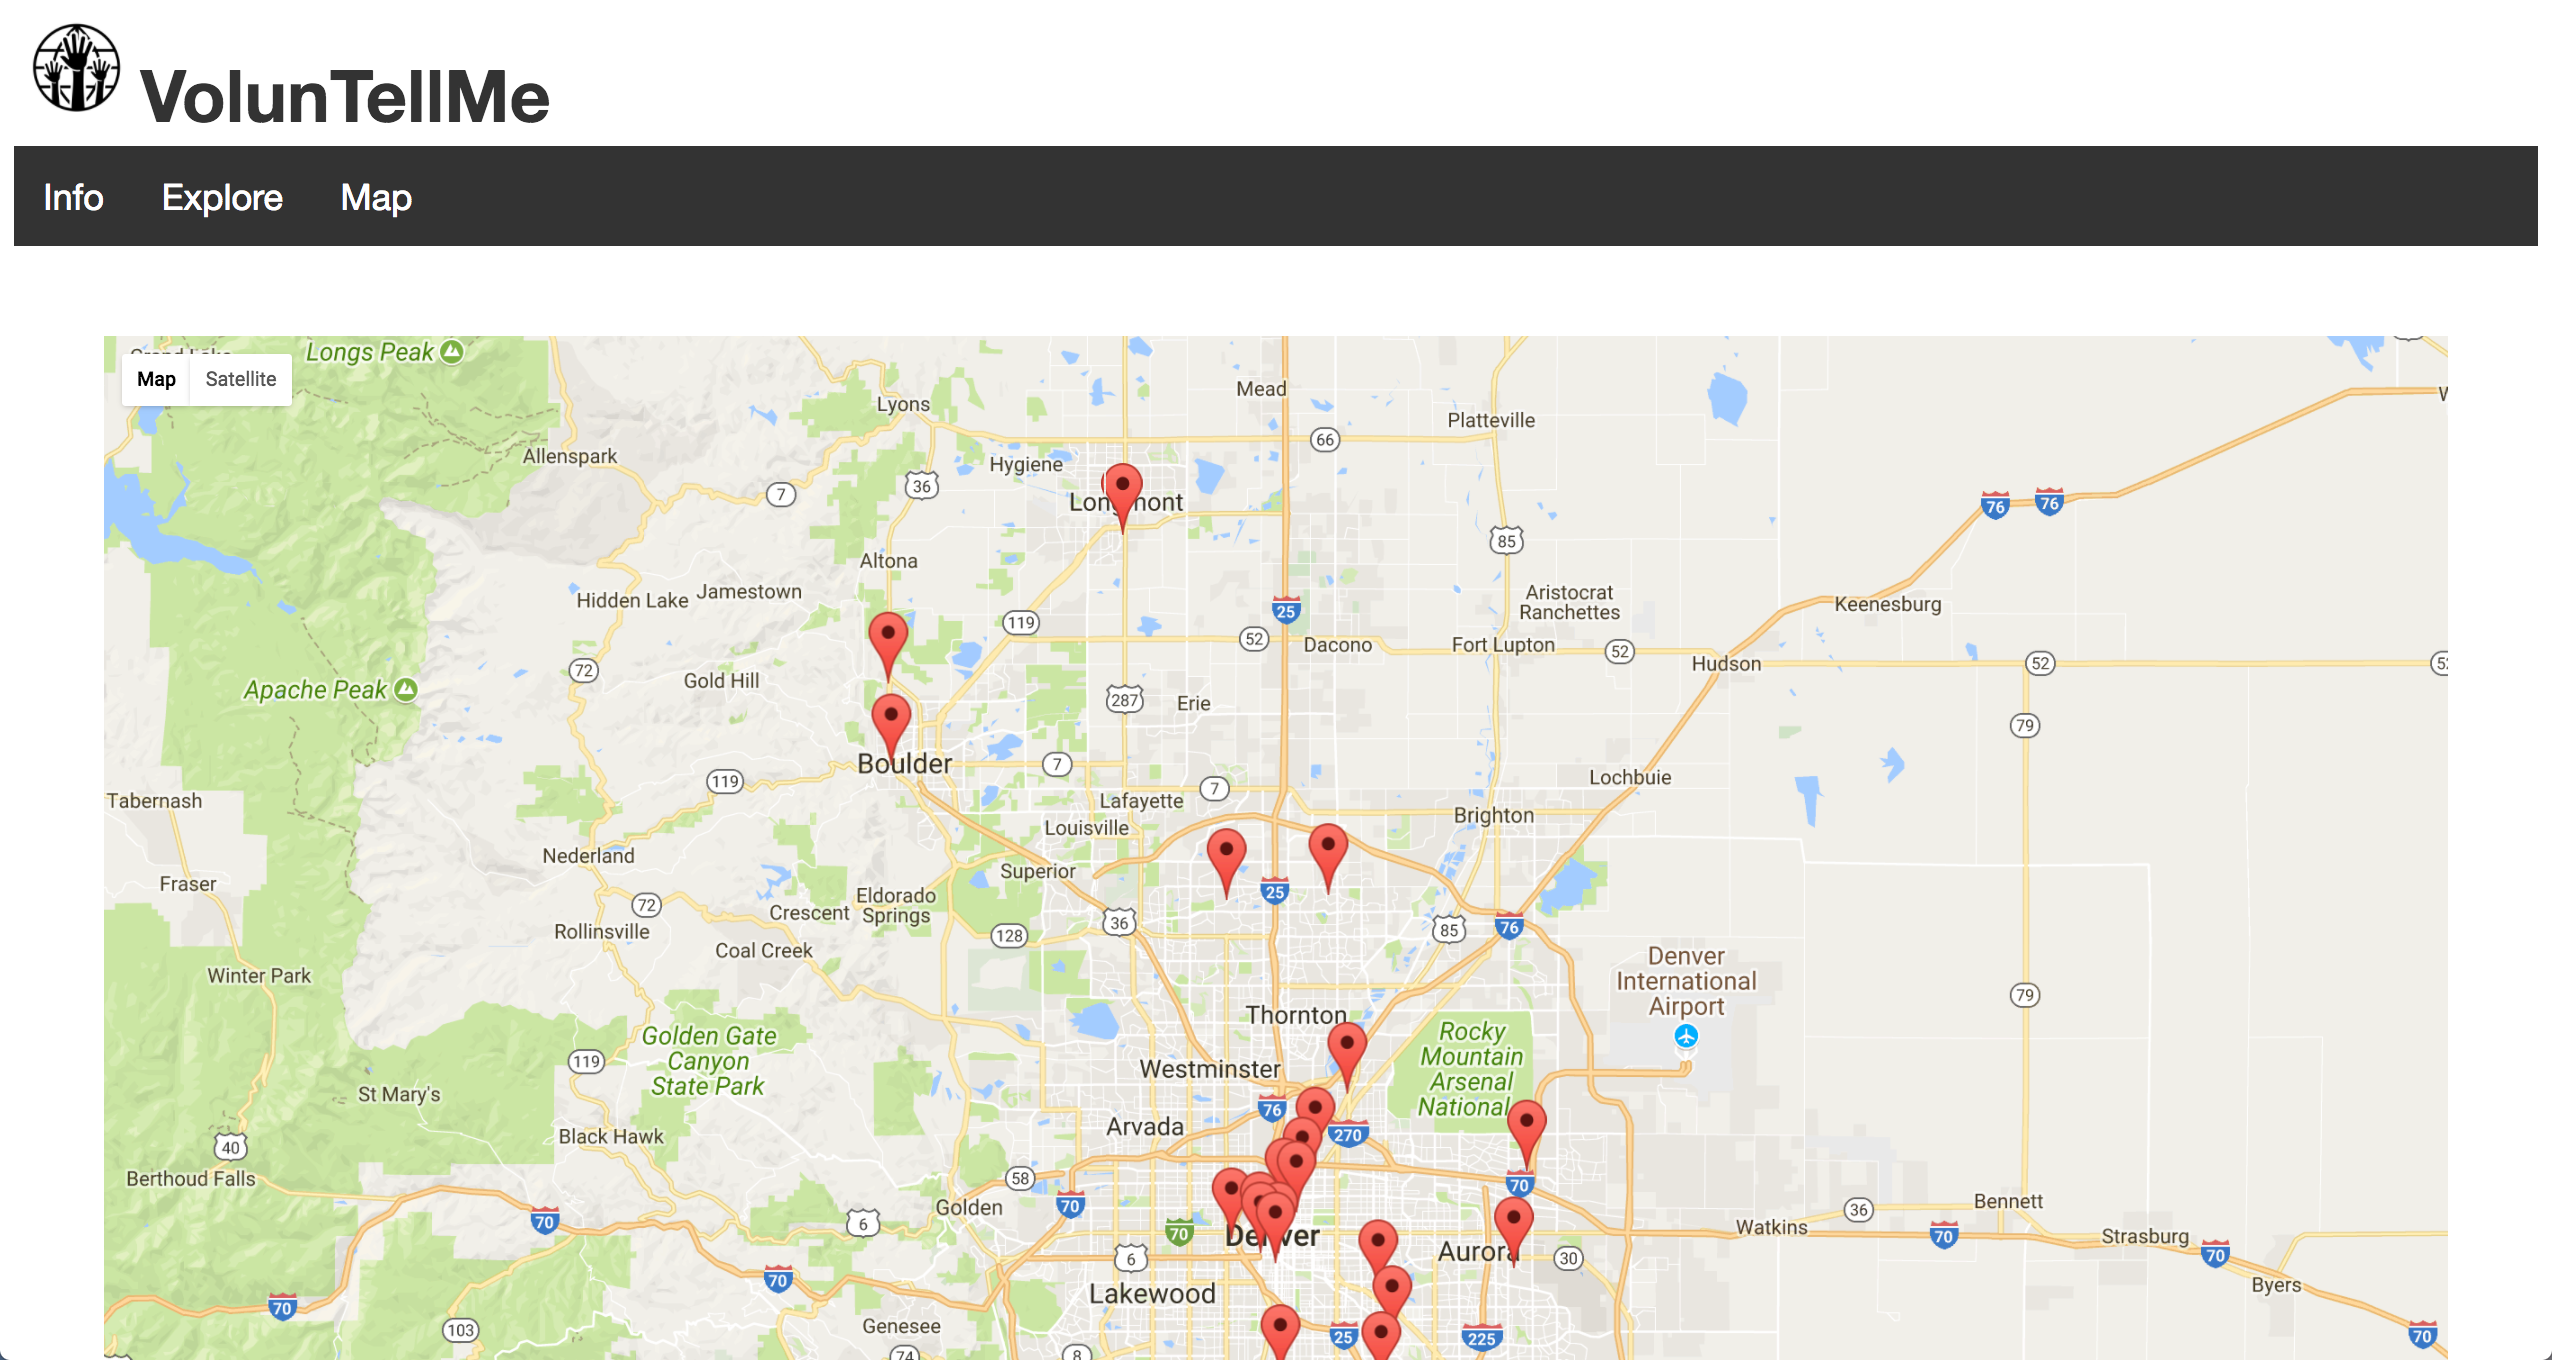 VolunTellMe
Info Explore Map
Map Satellite
Longs Peak
Mead
Lyons
Platteville
66
Allenspark
Hygiene
36
7
76 76
Longmont
85
Altona
Jamestown
Hidden Lake
Aristocrat
Ranchettes
Keenesburg
25
119
52
Dacono
Fort Lupton
52
Hudson
52
72
Gold Hill
Apache Peak
287
Erie
79
Boulder
7
Lochbuie
119
7
Tabernash
Lafayette
Brighton
Louisville
Nederland
Superior
Fraser
25
Eldorado
Springs
72
Crescent
36
85
76
Rollinsville
128
Coal Creek
Denver
International
Airport
Winter Park
79
Thornton
Golden Gate
Canyon
State Park
Rocky
Mountain
Arsenal
National
119
Westminster
St Mary's
76
Arvada
270
Black Hawk
40
Berthoud Falls
58
70
70
Golden
Bennett
36
70
6
70
Denver
Watkins
70
Strasburg
70
6
Aurora
30
70
Lakewood
Byers
70
Genesee
103
25
225
70
74
8